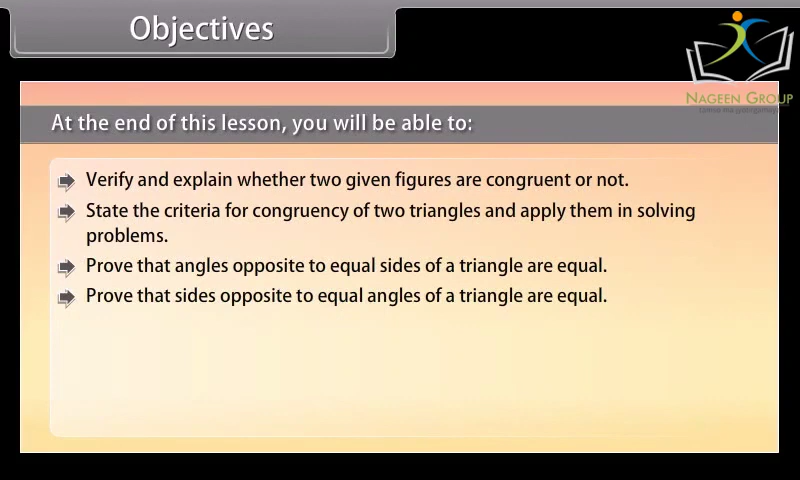 Objectives
NAGEEN GROUP
At the end of this lesson, you will be able to:
Verify and explain whether two given figures are congruent or not.
State the criteria for congruency of two triangles and apply them in solving
problems.
Prove that angles opposite to equal sides of a triangle are equal.
Prove that sides opposite to equal angles of a triangle are equal.